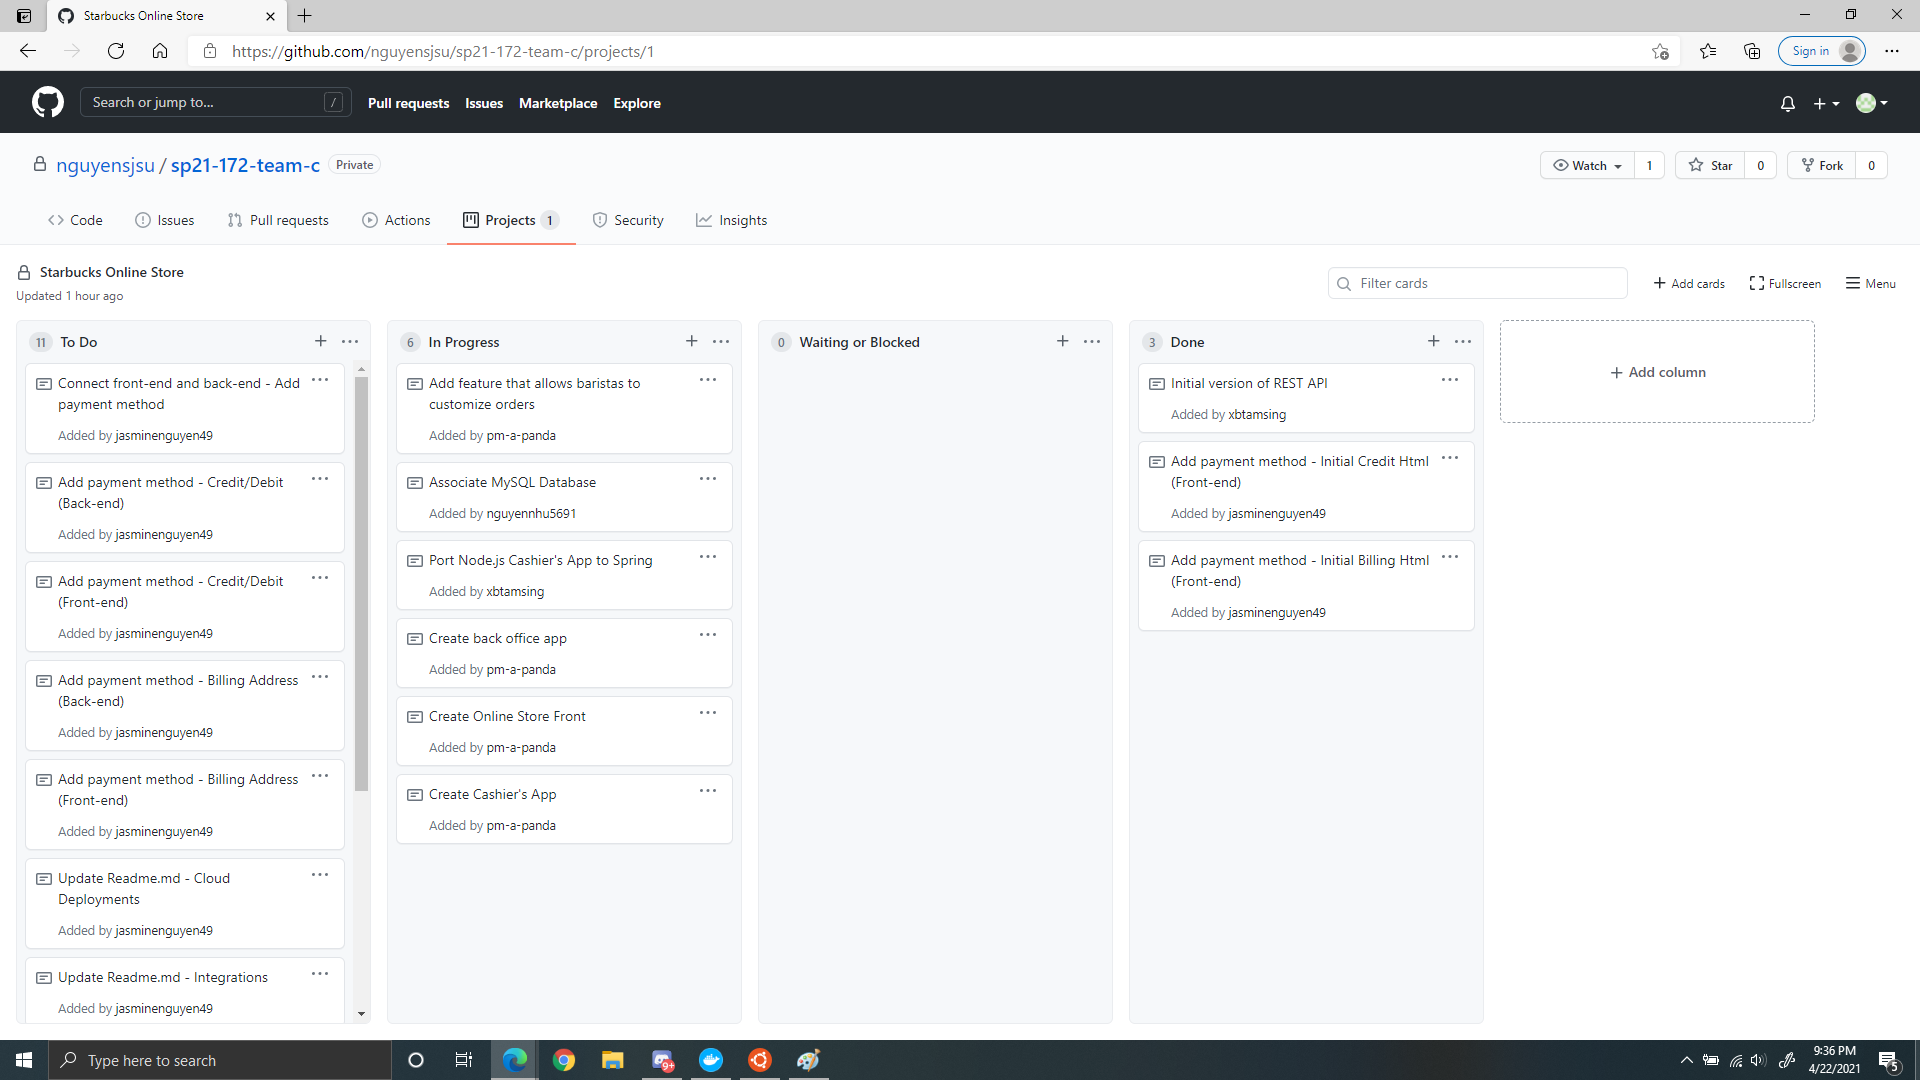 Starbucks Online Store
https://github.com/nguyensjsu/sp21-172-team-c/projects/1
Sign in
Search or jump to...
/
Pull requests
Issues
Marketplace
Explore
nguyensjsu / sp21-172-team-c
Private
Watch
1
Star
0
Fork
0
Code
Issues
Pull requests
Actions
Projects
1
Security
Insights
Starbucks Online Store
Updated 1 hour ago
Filter cards
Add cards
Fullscreen
Menu
11
To Do
Connect front-end and back-end - Add
payment method
Added by jasminenguyen49
Add payment method - Credit/Debit
(Back-end)
Added by jasminenguyen49
Add payment method - Credit/Debit
(Front-end)
Added by jasminenguyen49
Add payment method - Billing Address
(Back-end)
Added by jasminenguyen49
Add payment method - Billing Address
(Front-end)
Added by jasminenguyen49
Update Readme.md - Cloud
Deployments
Added by jasminenguyen49
Update Readme.md - Integrations
Added by jasminenguyen49
6
In Progress
Add feature that allows baristas to
customize orders
Added by pm-a-panda
Associate MySQL Database
Added by nguyennhu5691
Port Node.js Cashier's App to Spring
Added by xbtamsing
Create back office app
Added by pm-a-panda
Create Online Store Front
Added by pm-a-panda
Create Cashier's App
Added by pm-a-panda
0
Waiting or Blocked
3
Done
Initial version of REST API
Added by xbtamsing
Add payment method - Initial Credit Html
(Front-end)
Added by jasminenguyen49
Add payment method - Initial Billing Html
(Front-end)
Added by jasminenguyen49
Add column
Type here to search
9+
9:36 PM
4/22/2021
5